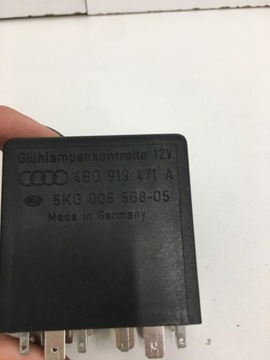 Glühlampenkontrolle 12V
4B0 919 471 A
5KG 006 568-05
Made in Germany